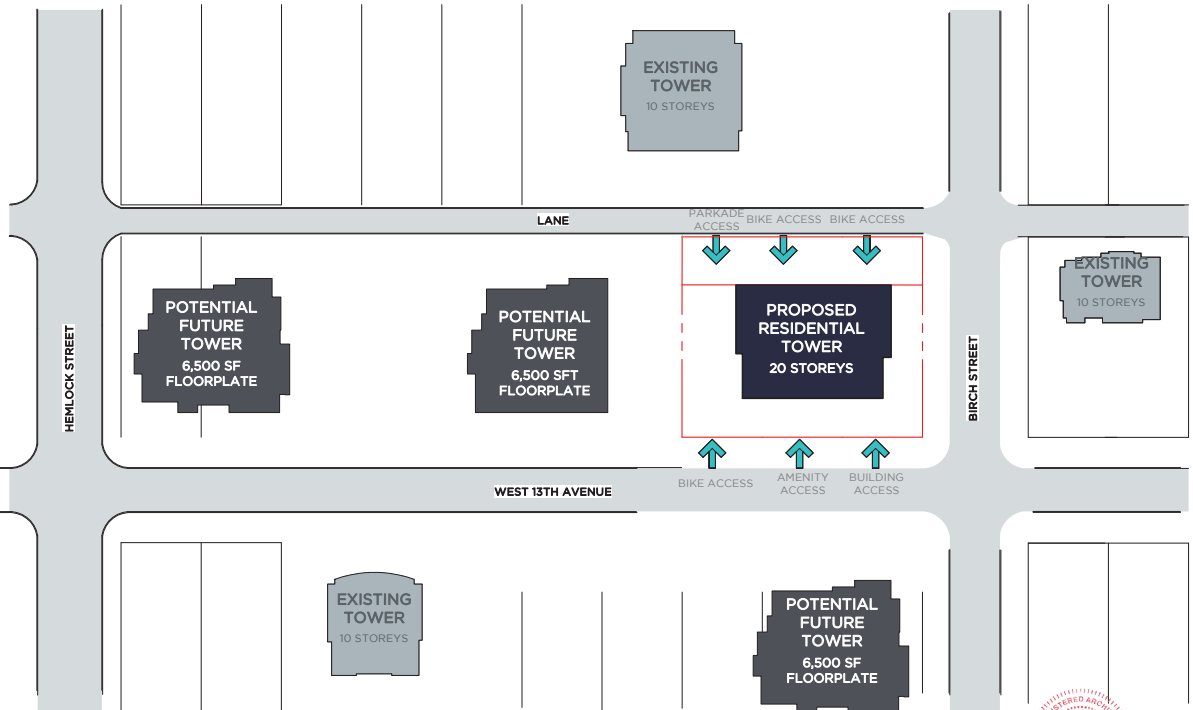 EXISTING
TOWER
10 STOREYS
PARKADE
ACCESS
BIKE ACCESS
BIKE ACCESS
LANE
EXISTING
TOWER
10 STOREYS
POTENTIAL
FUTURE
TOWER
6,500 SF
FLOORPLATE
POTENTIAL
FUTURE
TOWER
6,500 SFT
FLOORPLATE
PROPOSED
RESIDENTIAL
TOWER
20 STOREYS
HEMLOCK STREET
BIRCH STREET
BIKE ACCESS
AMENITY
ACCESS
BUILDING
ACCESS
WEST 13TH AVENUE
EXISTING
TOWER
10 STOREYS
POTENTIAL
FUTURE
TOWER
6,500 SF
FLOORPLATE